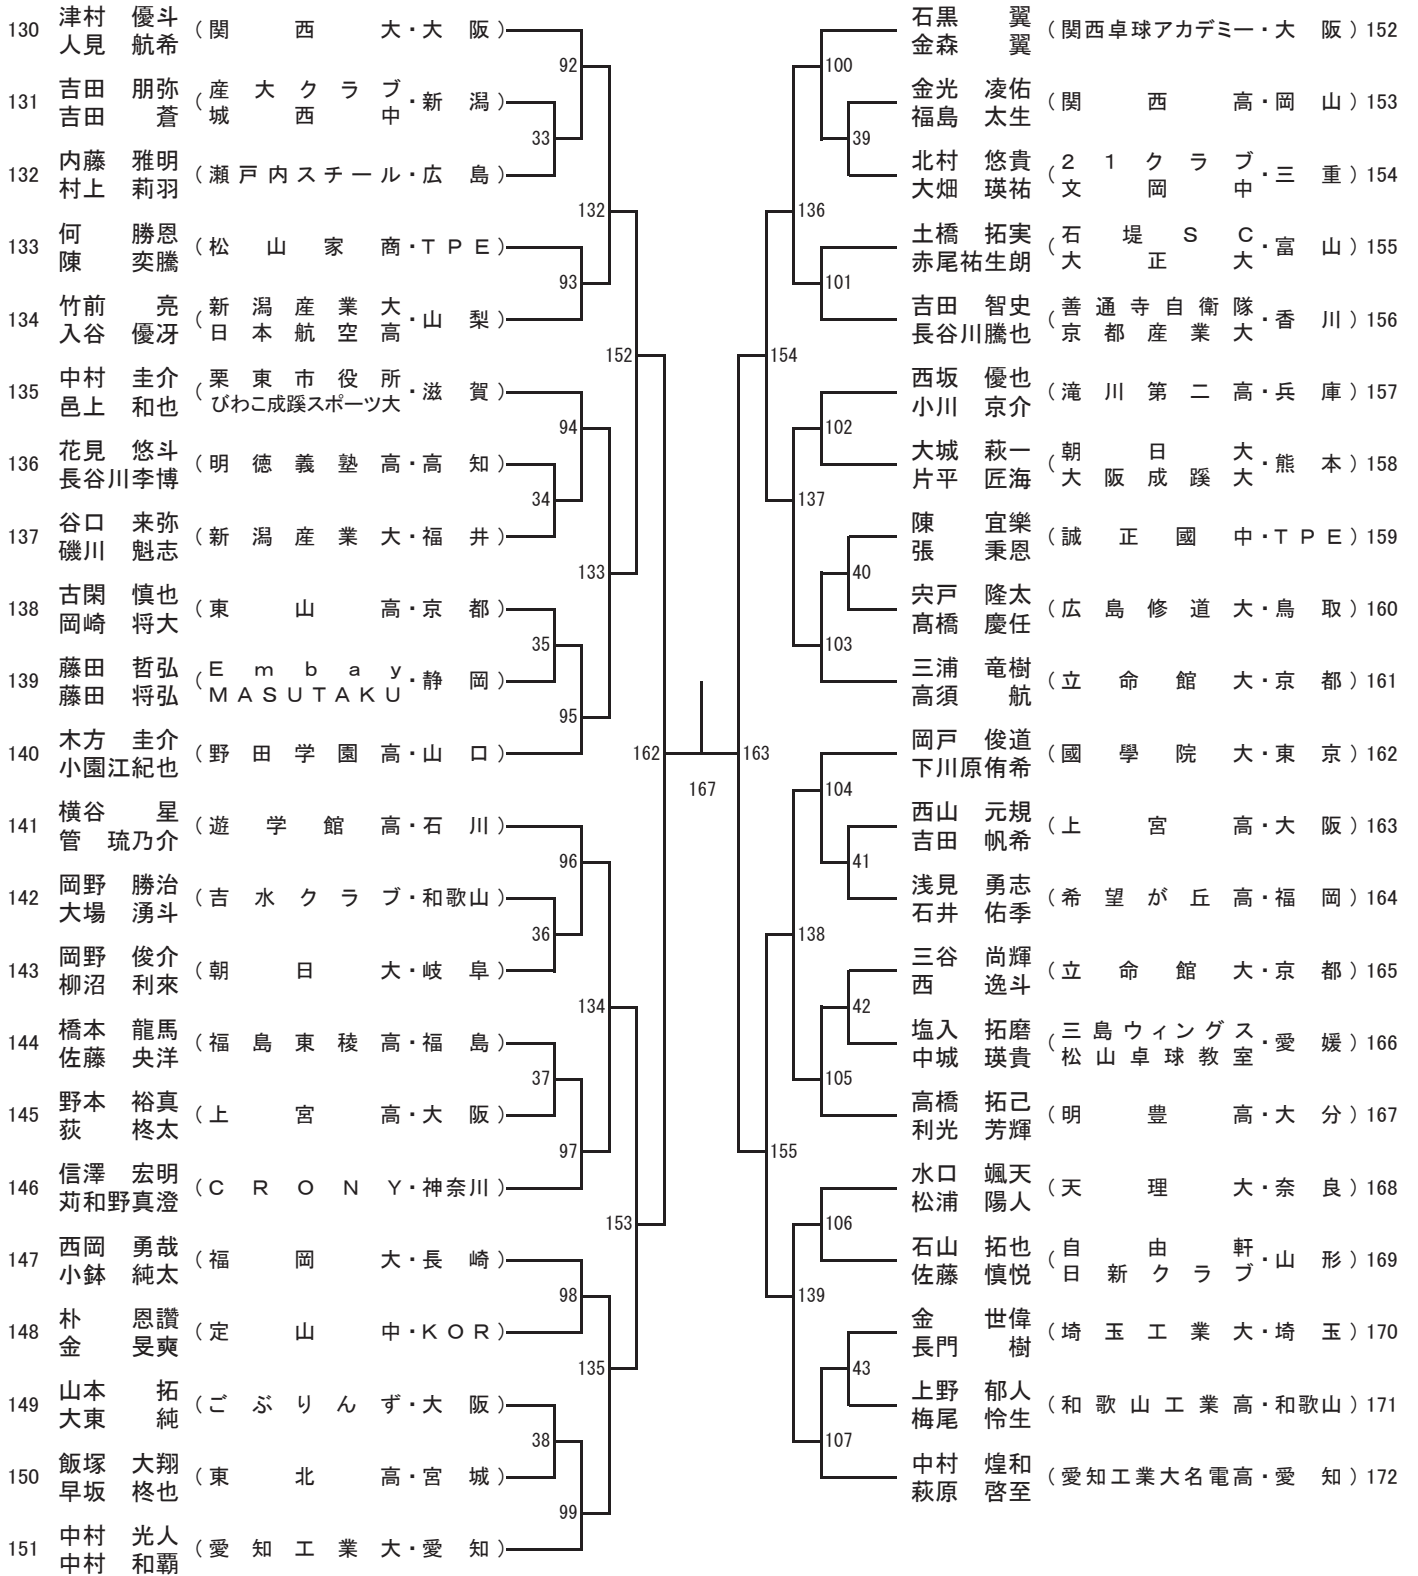 130 津村 優斗 (関西大・大阪)
人見 航希
131 吉田 朋弥 (産大クラブ・新潟)
吉田 蒼 城西中
132 内藤 雅明 (瀬戸内スチール・広島)
村上 莉羽
133 何 勝恩 (松山家商・TPE)
陳 奕騰
134 竹前 亮 (新潟産業大・山梨)
入谷 優冴 日本航空高
135 中村 圭介 (栗東市役所・滋賀)
邑上 和也 びわこ成蹊スポーツ大
136 花見 悠斗 (明徳義塾高・高知)
長谷川李博
137 谷口 来弥 (新潟産業大・福井)
磯川 魁志
138 古閑 慎也 (東山高・京都)
岡崎 将大
139 藤田 哲弘 (Embay・静岡)
藤田 将弘 MASUTAKU
140 木方 圭介 (野田学園高・山口)
小園江紀也
141 横谷 星 (遊学館高・石川)
管 琉乃介
142 岡野 勝治 (吉水クラブ・和歌山)
大場 湧斗
143 岡野 俊介 (朝日大・岐阜)
柳沼 利來
144 橋本 龍馬 (福島東稜高・福島)
佐藤 央洋
145 野本 裕真 (上宮高・大阪)
荻 柊太
146 信澤 宏明 (CRONY・神奈川)
苅和野真澄
147 西岡 勇哉 (福岡大・長崎)
小鉢 純太
148 朴 恩讚 (定山中・KOR)
金 旻奭
149 山本 拓 (ごぶりんず・大阪)
大東 純
150 飯塚 大翔 (東北高・宮城)
早坂 柊也
151 中村 光人 (愛知工業大・愛知)
中村 和覇
92
33
132
93
152
94
34
133
35
95
162
96
36
134
37
97
153
98
135
38
99
167
石黒 翼 (関西卓球アカデミー・大阪) 152
金森 翼
金光 凌佑 (関西高・岡山) 153
福島 太生
北村 悠貴 (21クラブ・三重) 154
大畑 瑛祐 文岡中
土橋 拓実 (石堤SC・富山) 155
赤尾祐生朗 大正大
吉田 智史 (善通寺自衛隊・香川) 156
長谷川騰也 京都産業大
西坂 優也 (滝川第二高・兵庫) 157
小川 京介
大城 萩一 (朝日大・熊本) 158
片平 匠海 大阪成蹊大
陳 宜樂 (誠正國中・TPE) 159
張 秉恩
宍戸 隆太 (広島修道大・鳥取) 160
髙橋 慶任
三浦 竜樹 (立命館大・京都) 161
高須 航
岡戸 俊道 (國學院大・東京) 162
下川原侑希
西山 元規 (上宮高・大阪) 163
吉田 帆希
浅見 勇志 (希望が丘高・福岡) 164
石井 佑季
三谷 尚輝 (立命館大・京都) 165
西 逸斗
塩入 拓磨 (三島ウィングス・愛媛) 166
中城 瑛貴 松山卓球教室
高橋 拓己 (明豊高・大分) 167
利光 芳輝
水口 颯天 (天理大・奈良) 168
松浦 陽人
石山 拓也 (自由軒・山形) 169
佐藤 慎悦 日新クラブ
金 世偉 (埼玉工業大・埼玉) 170
長門 樹
上野 郁人 (和歌山工業高・和歌山) 171
梅尾 怜生
中村 煌和 (愛知工業大名電高・愛知) 172
萩原 啓至
100
39
136
101
154
102
137
40
103
163
104
41
138
42
105
155
106
139
43
107